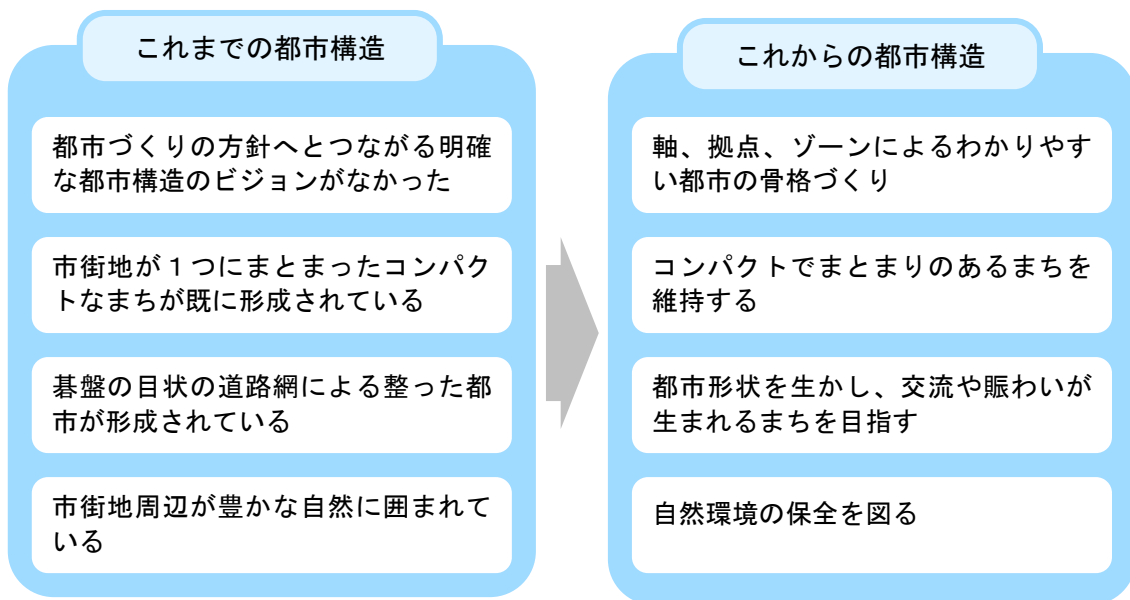 これまでの都市構造
都市づくりの方針へとつながる明確
な都市構造のビジョンがなかった
市街地が１つにまとまったコンパク
トなまちが既に形成されている
碁盤の目状の道路網による整った都
市が形成されている
市街地周辺が豊かな自然に囲まれて
いる
これからの都市構造
軸、拠点、ゾーンによるわかりやす
い都市の骨格づくり
コンパクトでまとまりのあるまちを
維持する
都市形状を生かし、交流や賑わいが
生まれるまちを目指す
自然環境の保全を図る